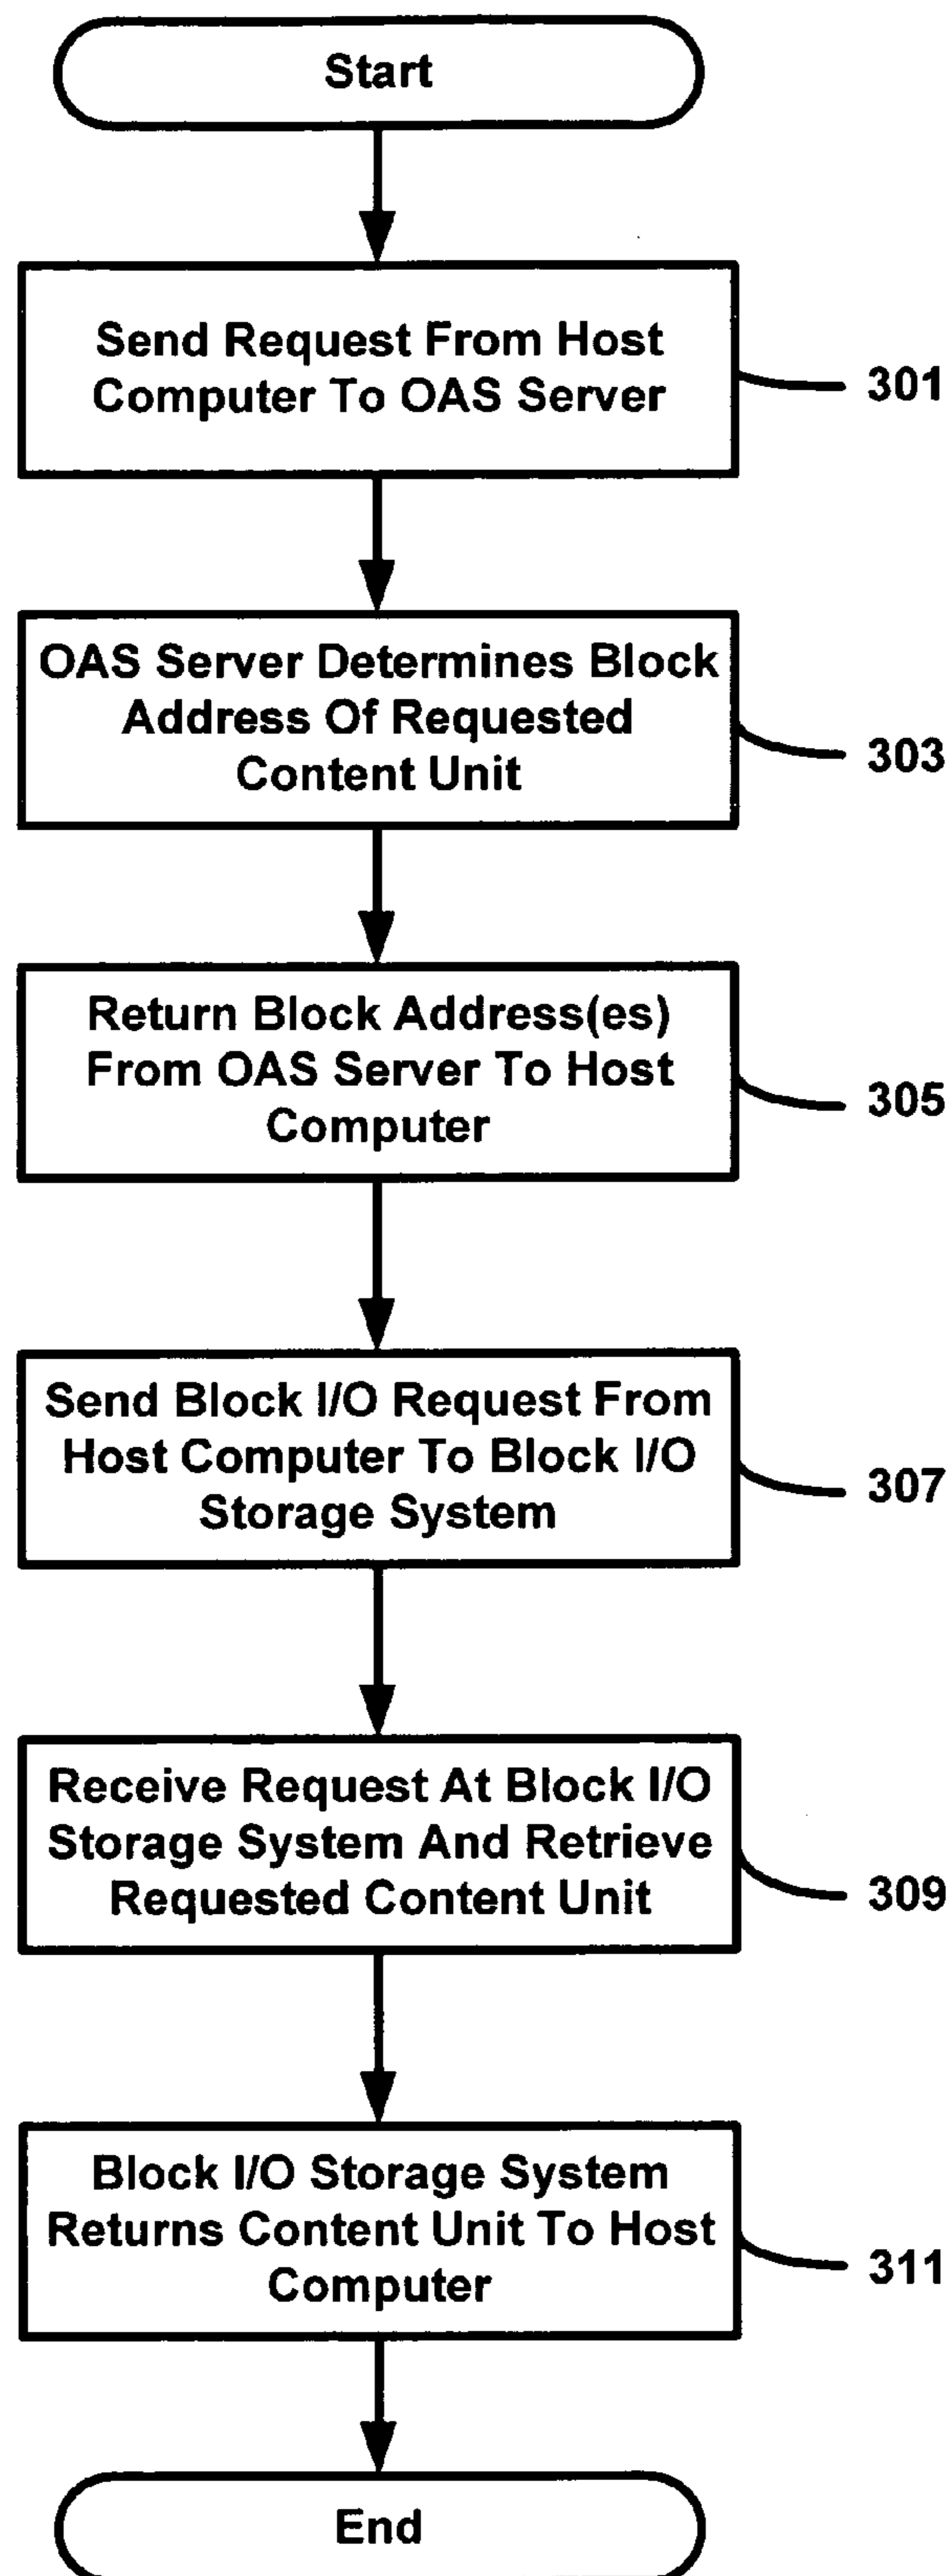 Start
Send Request From Host
Computer To OAS Server
301
OAS Server Determines Block
Address Of Requested
Content Unit
303
Return Block Address(es)
From OAS Server To Host
Computer
305
Send Block I/O Request From
Host Computer To Block I/O
Storage System
307
Receive Request At Block I/O
Storage System And Retrieve
Requested Content Unit
309
Block I/O Storage System
Returns Content Unit To Host
Computer
311
End